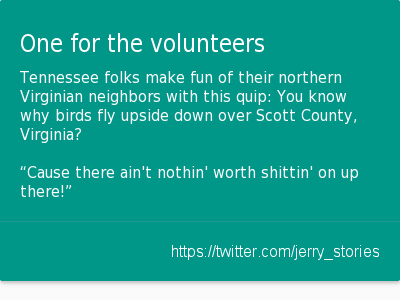 One for the volunteers
Tennessee folks make fun of their northern
Virginian neighbors with this quip: You know
why birds fly upside down over Scott County,
Virginia?
“Cause there ain't nothin' worth shittin' on up
there!”
https://twitter.com/jerry_stories